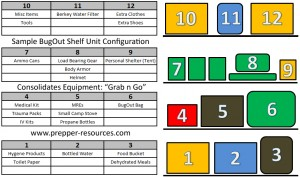 10 11 12
Misc Items Berkey Water Filter Extra Clothes
Tools Extra Shoes
Sample BugOut Shelf Unit Configuration
7 8 9
Ammo Cans Load Bearing Gear Personal Shelter (Tent)
Body Armor
Helmet
Consolidates Equipment: "Grab n Go"
4 5 6
Medical Kit MREs BugOut Bag
Trauma Packs Small Camp Stove
IV Kits Propane Bottles
www.prepper-resources.com
1 2 3
Hygiene Products Bottled Water Food Bucket
Toilet Paper Dehydrated Meals
10 11 12
7 8 9
4 5 6
1 2 3